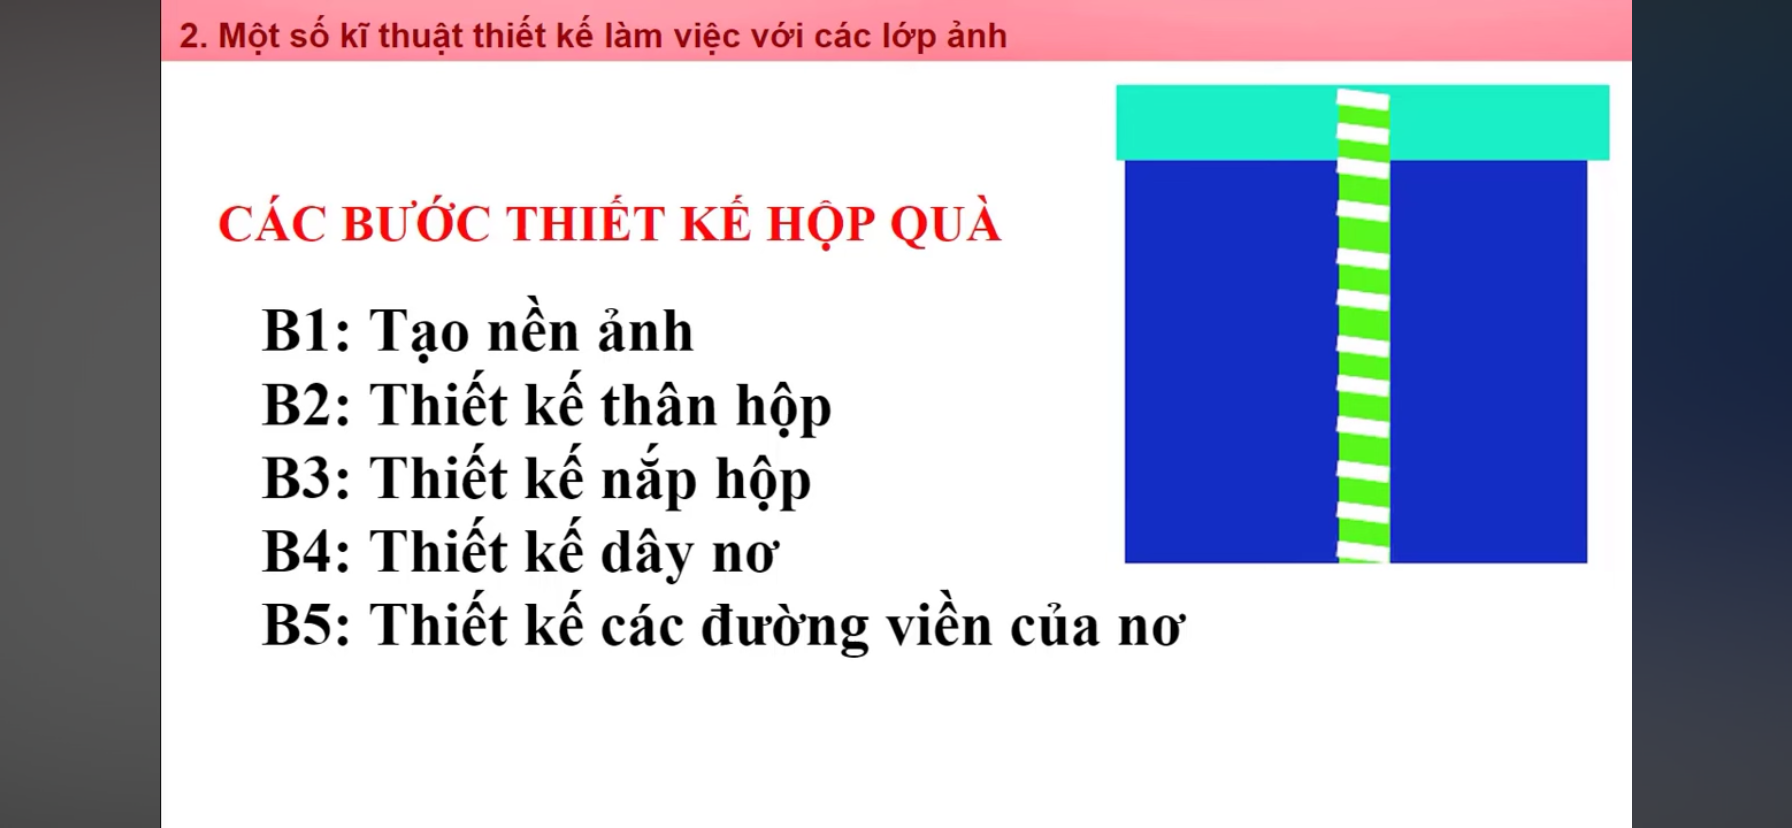 2. Một số kĩ thuật thiết kế làm việc với các lớp ảnh
CÁC BƯỚC THIẾT KẾ HỘP QUÀ
B1: Tạo nền ảnh
B2: Thiết kế thân hộp
B3: Thiết kế nắp hộp
B4: Thiết kế dây nơ
B5: Thiết kế các đường viền của nơ